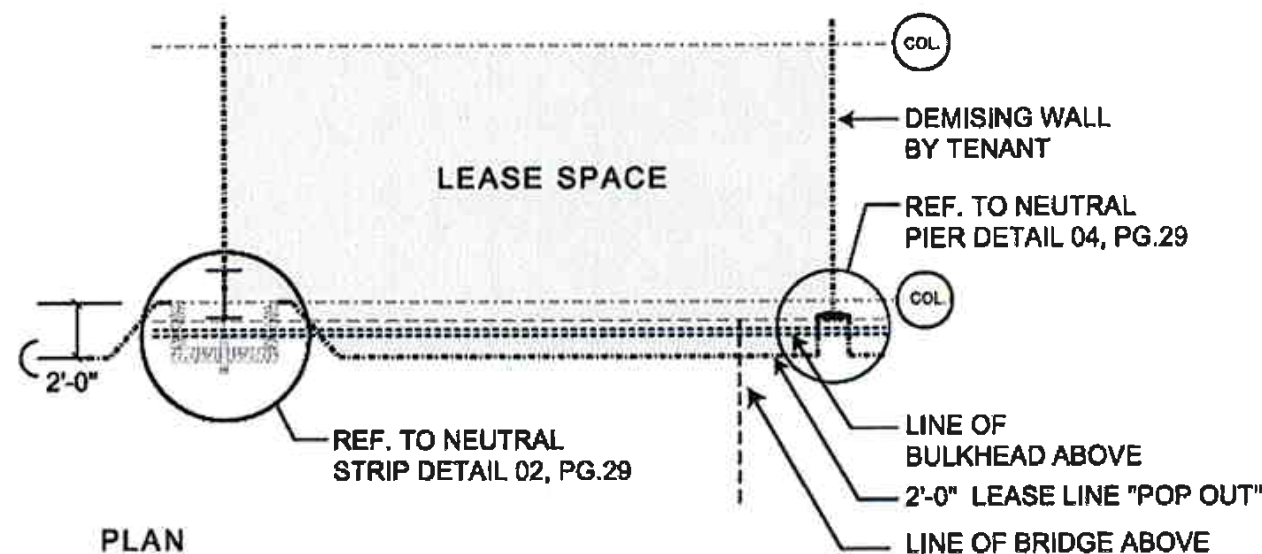 COL.
DEMISING WALL
BY TENANT
LEASE SPACE
REF. TO NEUTRAL
PIER DETAIL 04, PG.29
COL.
2'-0"
REF. TO NEUTRAL
STRIP DETAIL 02, PG.29
LINE OF
BULKHEAD ABOVE
2'-0" LEASE LINE "POP OUT"
LINE OF BRIDGE ABOVE
PLAN